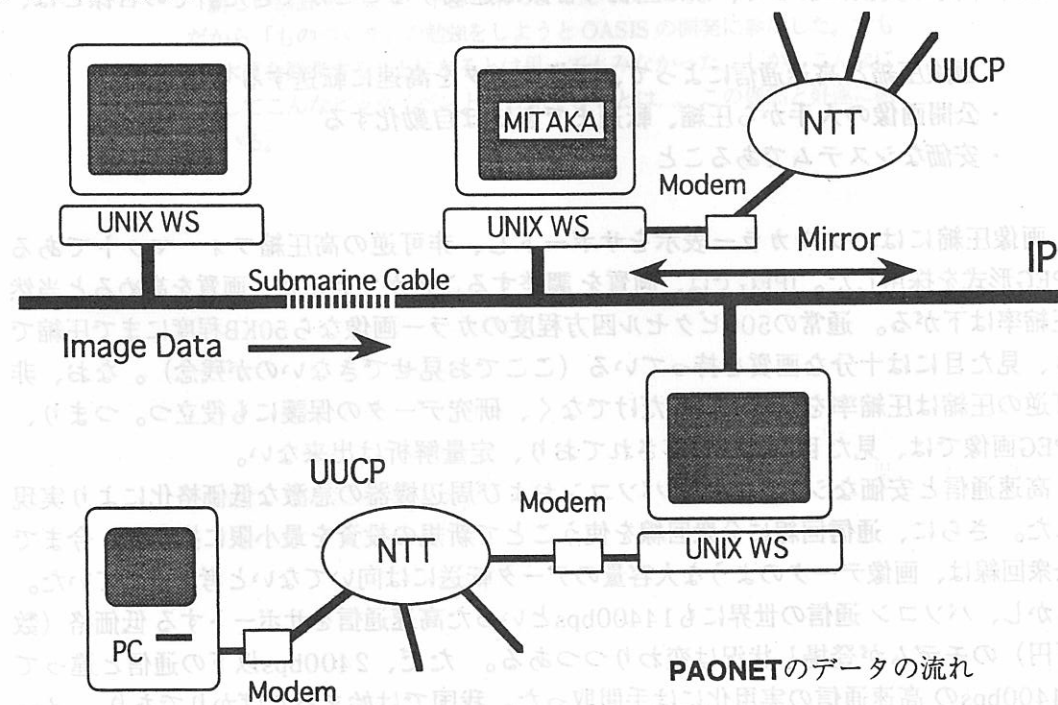 MITAKA
UUCP
NTT
Modem
UNIX WS
UNIX WS
Mirror
IP
Submarine Cable
Image Data
UUCP
Modem
NTT
UNIX WS
PC
Modem
PAONETのデータの流れ